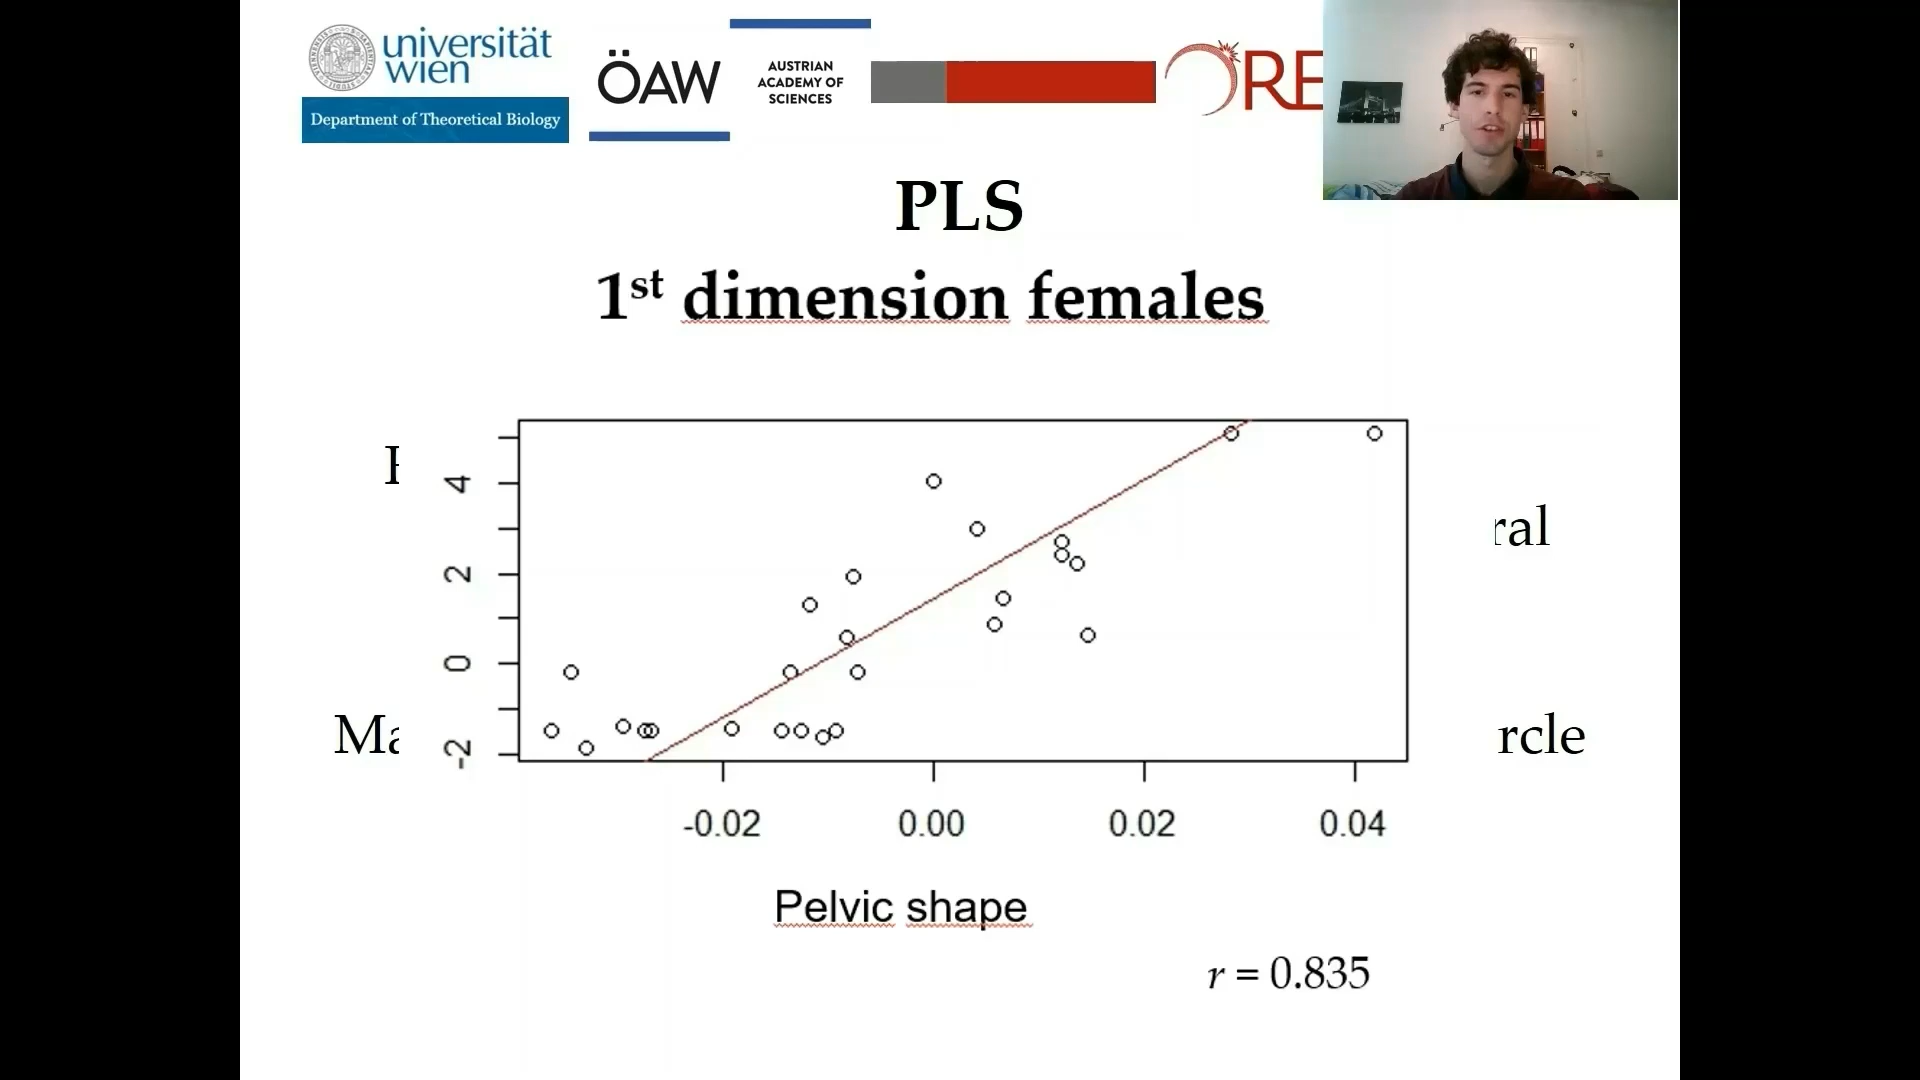 universität
wien
Department of Theoretical Biology
ÖAW
AUSTRIAN
ACADEMY OF
SCIENCES
PLS
1st dimension females
4
2
0
-2
ral
Ma
rcle
-0.02 0.00 0.02 0.04
Pelvic shape
r = 0.835